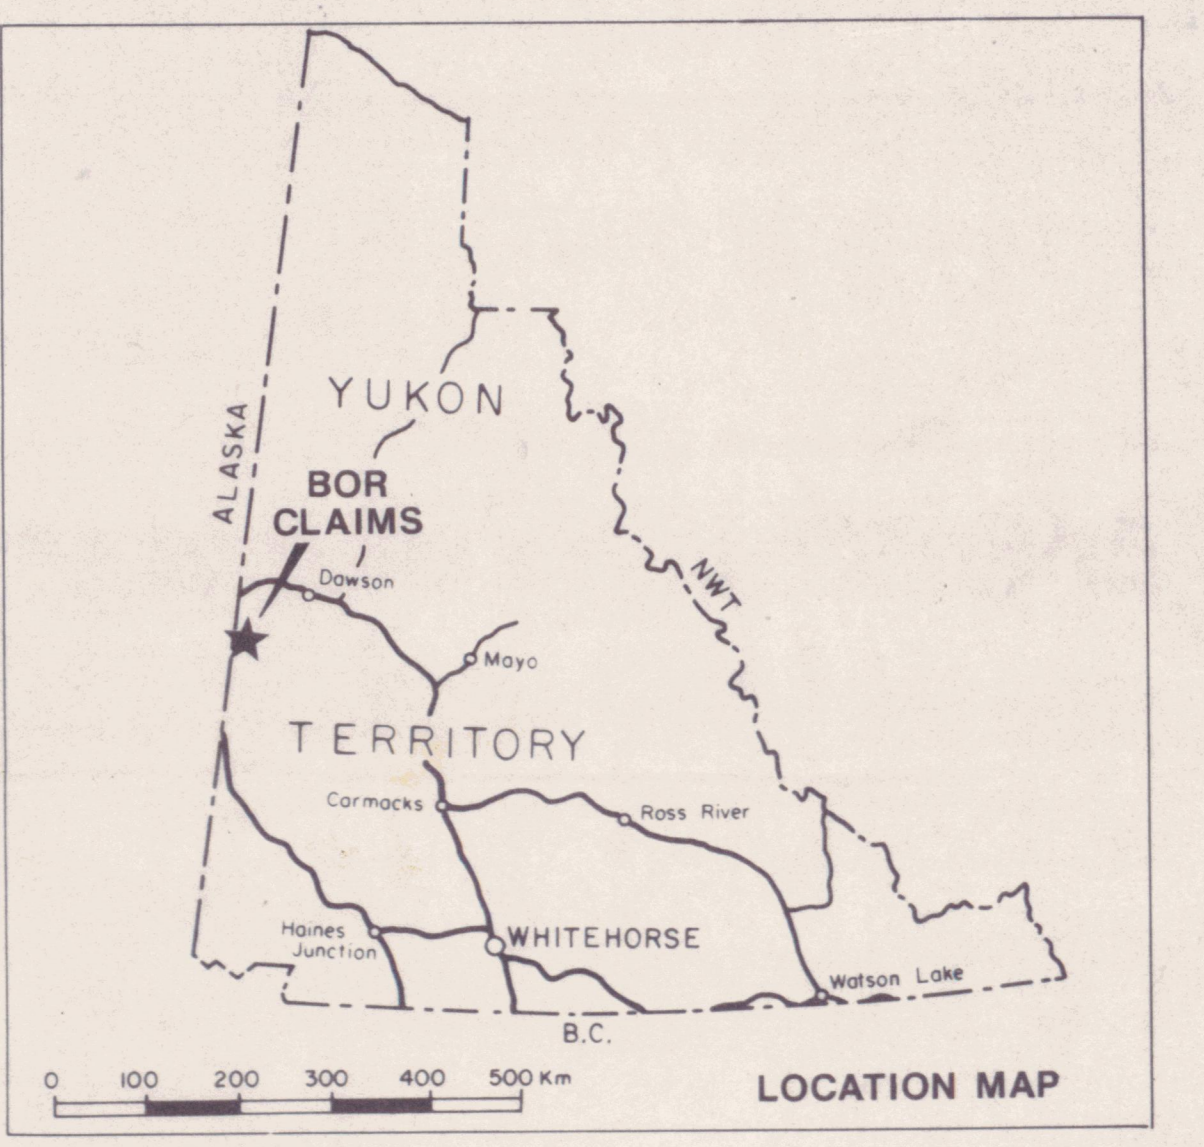 YUKON
ALASKA
BOR
CLAIMS
Dawson
NWT
Mayo
TERRITORY
Carmacks
Ross River
Haines
Junction
WHITEHORSE
Watson Lake
B.C.
0 100 200 300 400 500 Km
LOCATION MAP